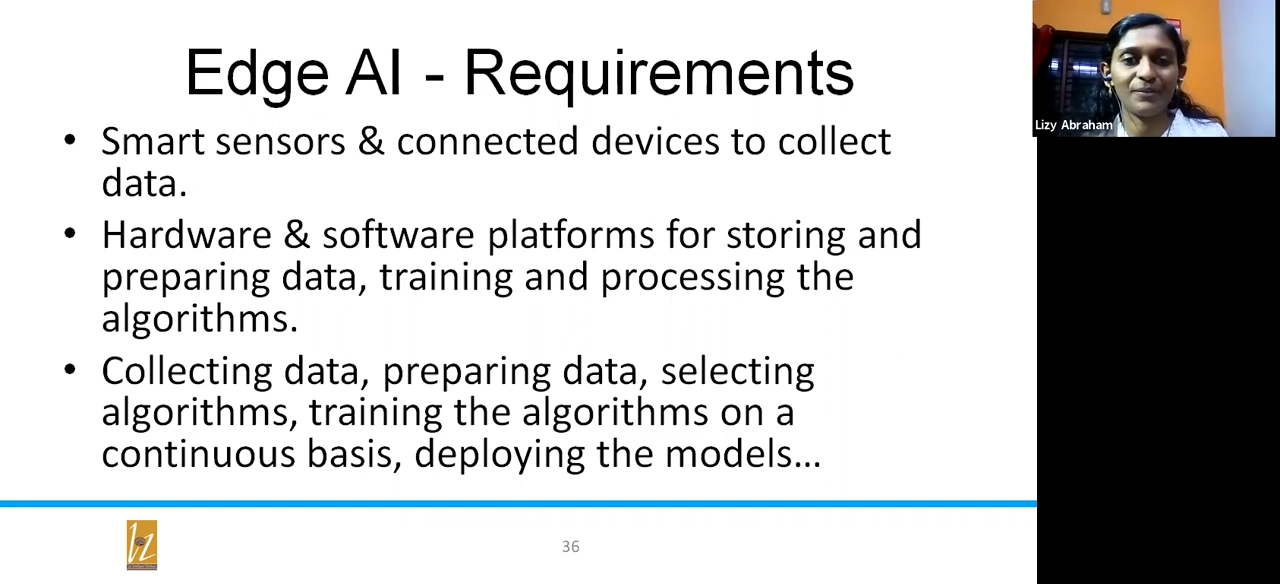 Edge AI - Requirements
• Smart sensors & connected devices to collect
data.
• Hardware & software platforms for storing and
preparing data, training and processing the
algorithms.
• Collecting data, preparing data, selecting
algorithms, training the algorithms on a
continuous basis, deploying the models…
36
Lizy Abraham